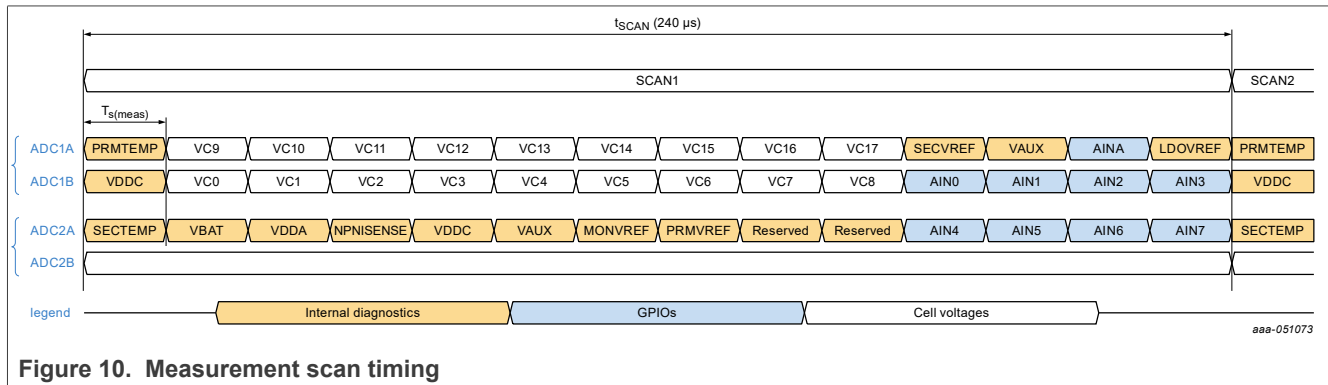 tSCAN (240 µs)
SCAN1 SCAN2
Ts(meas)
ADC1A PRMTEMP VC9 VC10 VC11 VC12 VC13 VC14 VC15 VC16 VC17 SECVREF VAUX AINA LDOVREF PRMTEMP
ADC1B VDDC VC0 VC1 VC2 VC3 VC4 VC5 VC6 VC7 VC8 AIN0 AIN1 AIN2 AIN3 VDDC
ADC2A SECTEMP VBAT VDDA NPNISENSE VDDC VAUX MONVREF PRMVREF Reserved Reserved AIN4 AIN5 AIN6 AIN7 SECTEMP
ADC2B
legend Internal diagnostics GPIOs Cell voltages
aaa-051073
Figure 10. Measurement scan timing